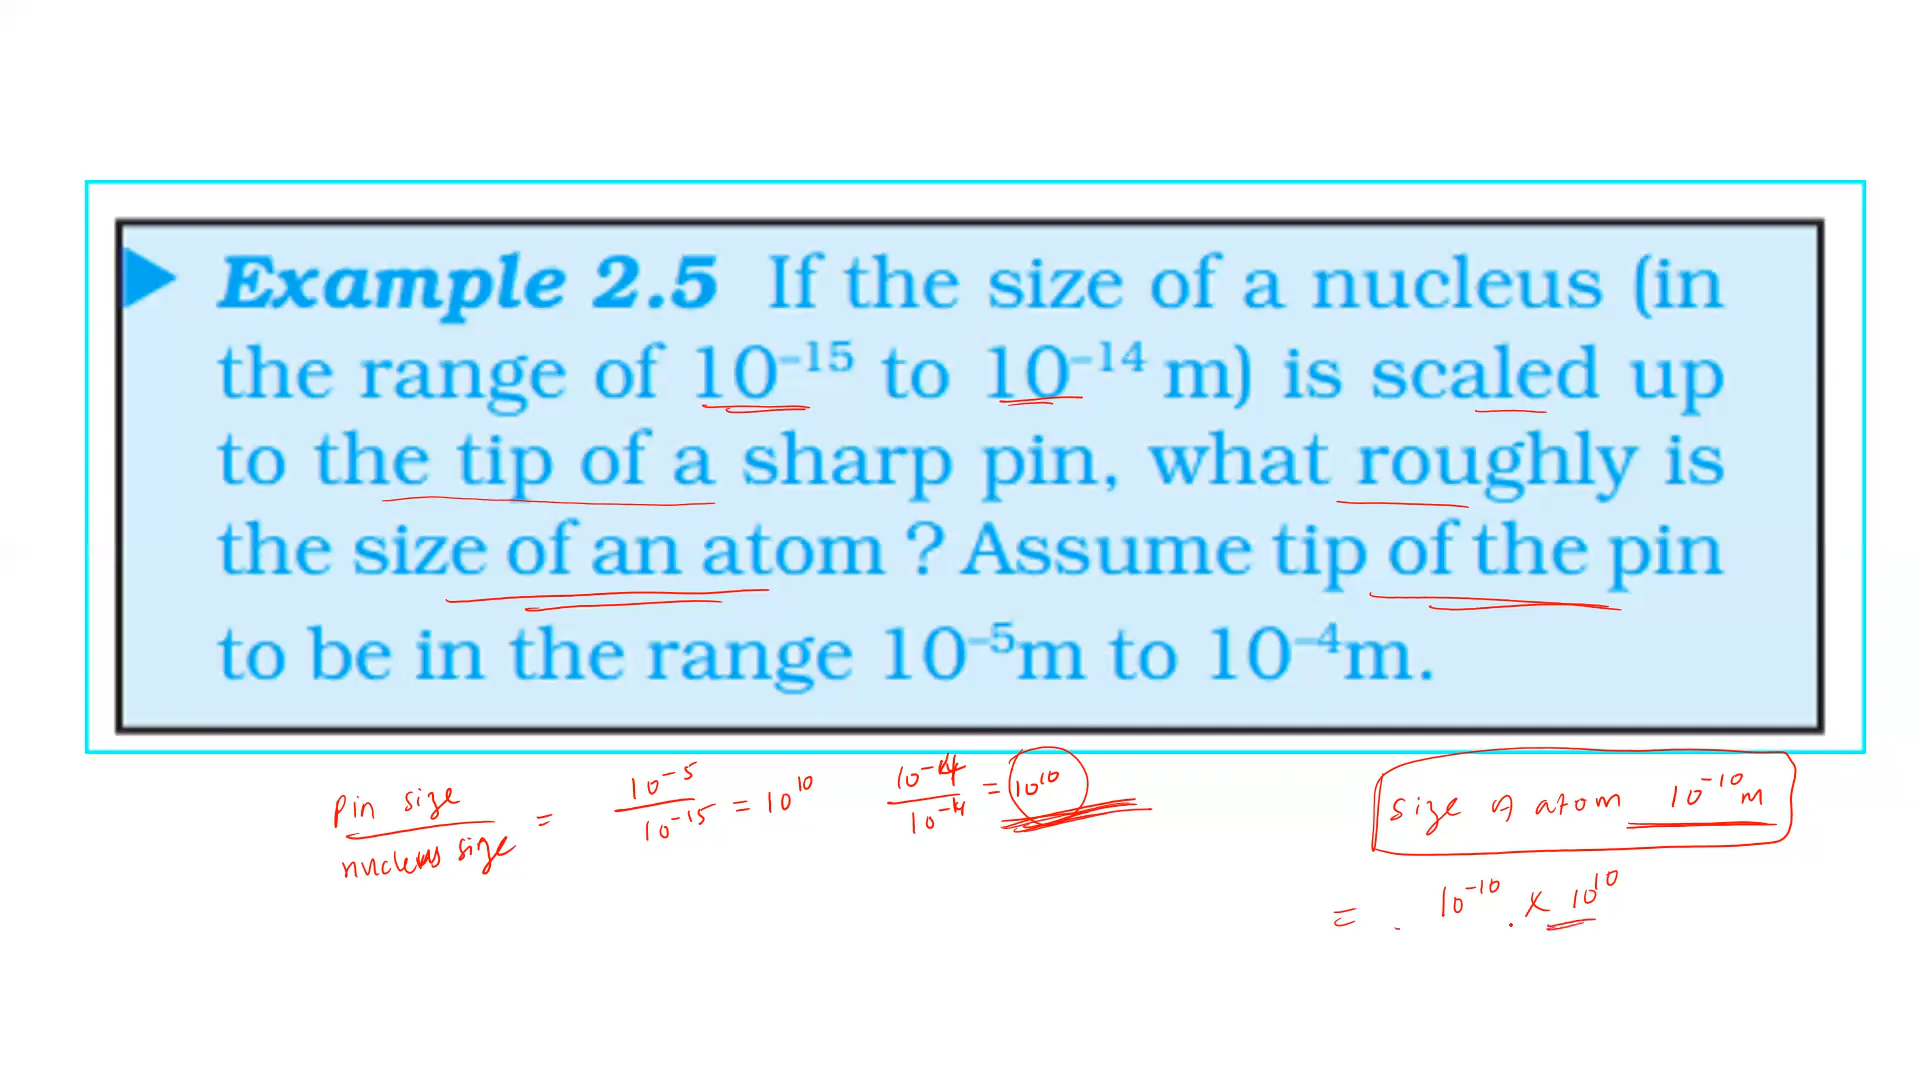 Example 2.5 If the size of a nucleus (in
the range of 10⁻¹⁵ to 10⁻¹⁴ m) is scaled up
to the tip of a sharp pin, what roughly is
the size of an atom ? Assume tip of the pin
to be in the range 10⁻⁵m to 10⁻⁴m.
Pin size / nucleus size = 10⁻⁵ / 10⁻¹⁵ = 10¹⁰ 10⁻⁴ / 10⁻¹⁴ = 10¹⁰
size of atom 10⁻¹⁰ m
= 10⁻¹⁰ × 10¹⁰